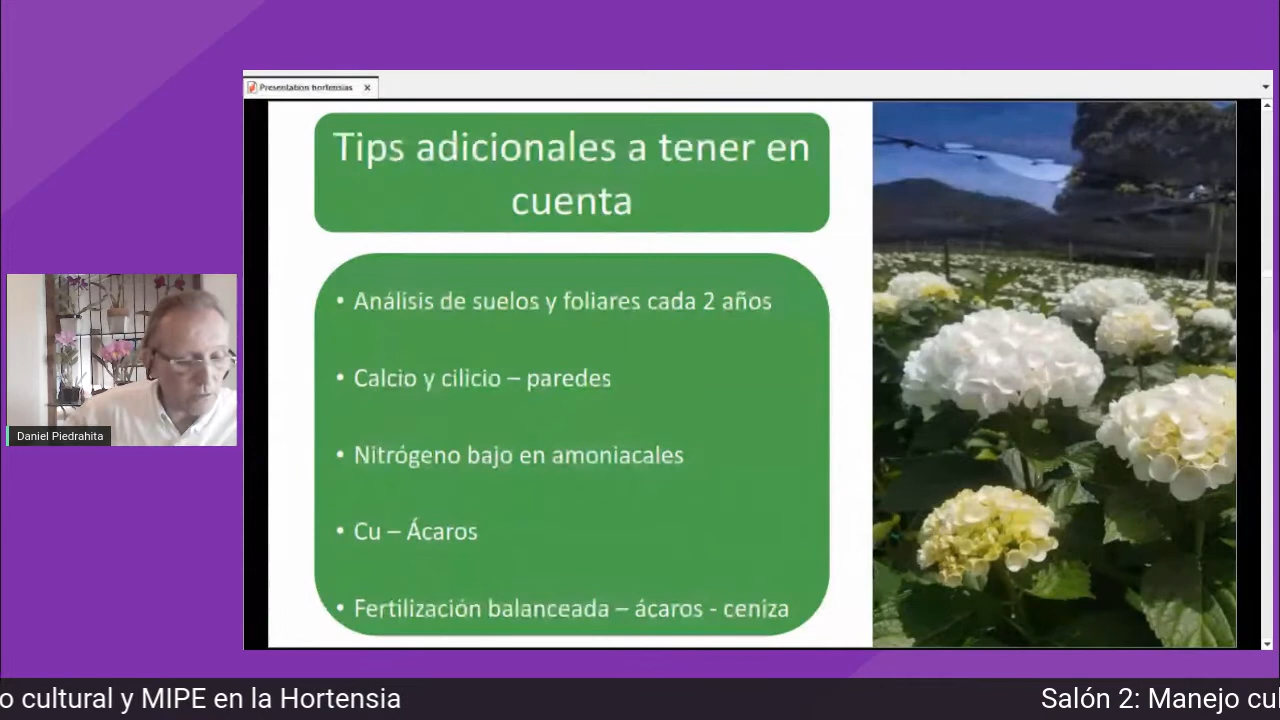 Presentation hortensias
Tips adicionales a tener en
cuenta
• Análisis de suelos y foliares cada 2 años
• Calcio y cilicio – paredes
• Nitrógeno bajo en amoniacales
• Cu – Ácaros
• Fertilización balanceada – ácaros - ceniza
Daniel Piedrahita
o cultural y MIPE en la Hortensia
Salón 2: Manejo cul